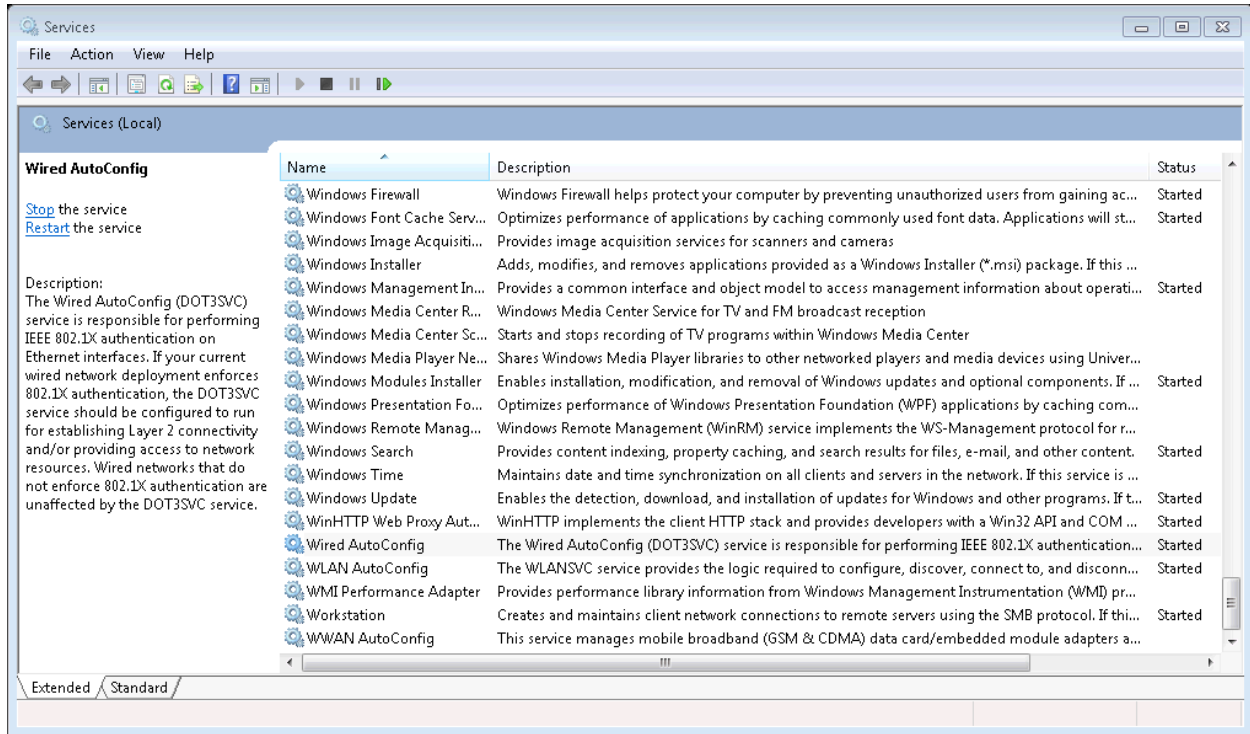 Services
File Action View Help
Services (Local)
Wired AutoConfig
Stop the service
Restart the service
Description:
The Wired AutoConfig (DOT3SVC)
service is responsible for performing
IEEE 802.1X authentication on
Ethernet interfaces. If your current
wired network deployment enforces
802.1X authentication, the DOT3SVC
service should be configured to run
for establishing Layer 2 connectivity
and/or providing access to network
resources. Wired networks that do
not enforce 802.1X authentication are
unaffected by the DOT3SVC service.
Name Description Status
Windows Firewall Windows Firewall helps protect your computer by preventing unauthorized users from gaining ac... Started
Windows Font Cache Serv... Optimizes performance of applications by caching commonly used font data. Applications will st... Started
Windows Image Acquisiti... Provides image acquisition services for scanners and cameras
Windows Installer Adds, modifies, and removes applications provided as a Windows Installer (*.msi) package. If this ...
Windows Management In... Provides a common interface and object model to access management information about operati... Started
Windows Media Center R... Windows Media Center Service for TV and FM broadcast reception
Windows Media Center Sc... Starts and stops recording of TV programs within Windows Media Center
Windows Media Player Ne... Shares Windows Media Player libraries to other networked players and media devices using Univer...
Windows Modules Installer Enables installation, modification, and removal of Windows updates and optional components. If ... Started
Windows Presentation Fo... Optimizes performance of Windows Presentation Foundation (WPF) applications by caching com...
Windows Remote Manag... Windows Remote Management (WinRM) service implements the WS-Management protocol for r...
Windows Search Provides content indexing, property caching, and search results for files, e-mail, and other content. Started
Windows Time Maintains date and time synchronization on all clients and servers in the network. If this service is ...
Windows Update Enables the detection, download, and installation of updates for Windows and other programs. If t... Started
WinHTTP Web Proxy Aut... WinHTTP implements the client HTTP stack and provides developers with a Win32 API and COM ... Started
Wired AutoConfig The Wired AutoConfig (DOT3SVC) service is responsible for performing IEEE 802.1X authentication... Started
WLAN AutoConfig The WLANSVC service provides the logic required to configure, discover, connect to, and disconn... Started
WMI Performance Adapter Provides performance library information from Windows Management Instrumentation (WMI) pr...
Workstation Creates and maintains client network connections to remote servers using the SMB protocol. If thi... Started
WWAN AutoConfig This service manages mobile broadband (GSM & CDMA) data card/embedded module adapters a...
Extended Standard